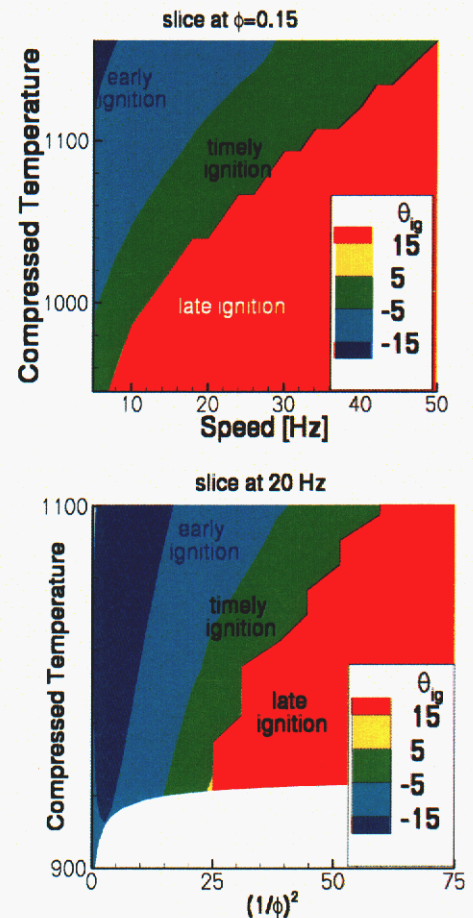 slice at ϕ=0.15
Compressed Temperature
1100
1000
early
ignition
timely
ignition
late ignition
θig
15
5
-5
-15
10
20
30
40
50
Speed [Hz]
slice at 20 Hz
Compressed Temperature
1100
900
early
ignition
timely
ignition
late
ignition
θig
15
5
-5
-15
0
25
50
75
(1/ϕ)²